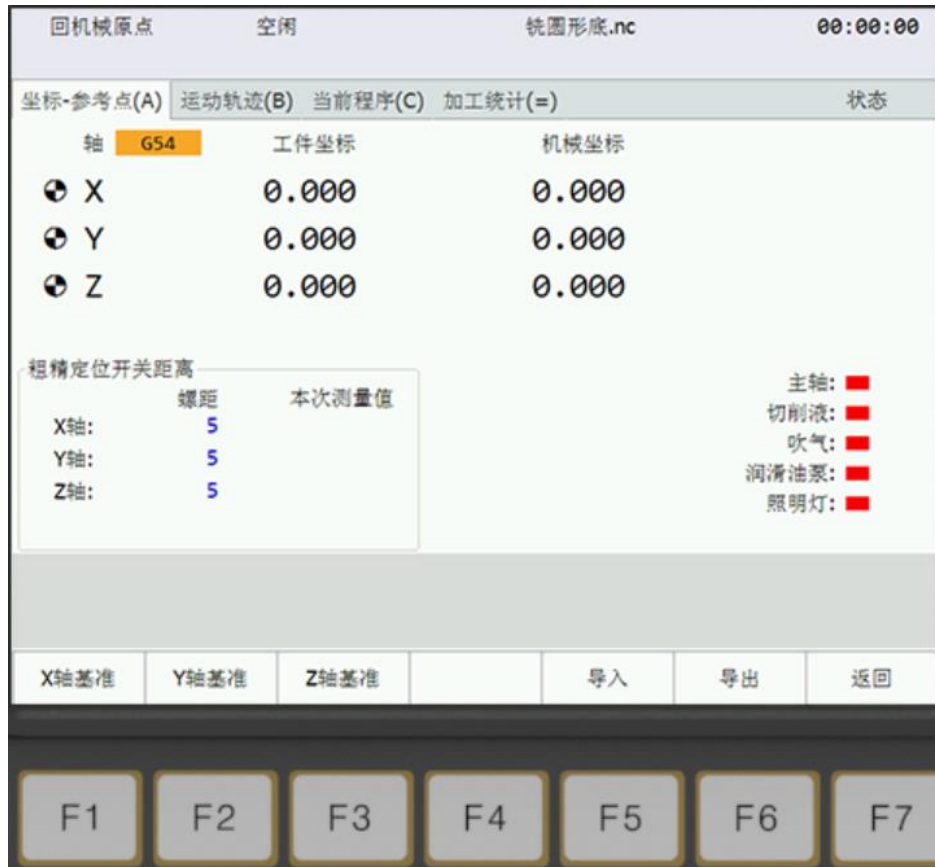 回机械原点 空闲 铣圆形底.nc 00:00:00
坐标-参考点(A) 运动轨迹(B) 当前程序(C) 加工统计(=) 状态
轴 G54 工件坐标 机械坐标
X 0.000 0.000
Y 0.000 0.000
Z 0.000 0.000
粗精定位开关距离
螺距 本次测量值
X轴: 5
Y轴: 5
Z轴: 5
主轴:
切削液:
吹气:
润滑油泵:
照明灯:
X轴基准 Y轴基准 Z轴基准 导入 导出 返回
F1 F2 F3 F4 F5 F6 F7